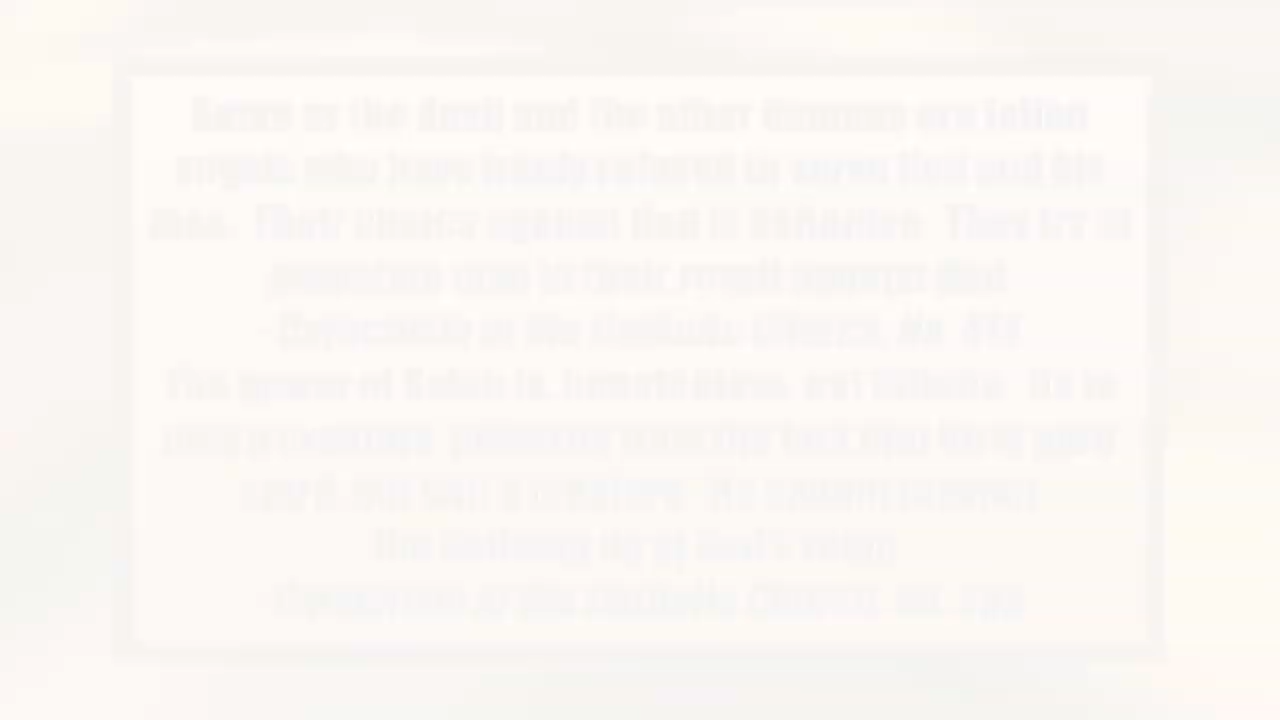 Satan or the devil and the other demons are fallen
angels who have freely refused to serve God and his
plan. Their choice against God is definitive. They try to
associate man in their revolt against God
- Catechism of the Catholic Church, No. 414
The power of Satan is, nonetheless, not infinite. He is
only a creature, powerful from the fact that he is pure
spirit, but still a creature. He cannot prevent
the building up of God's reign
- Catechism of the Catholic Church, No. 395